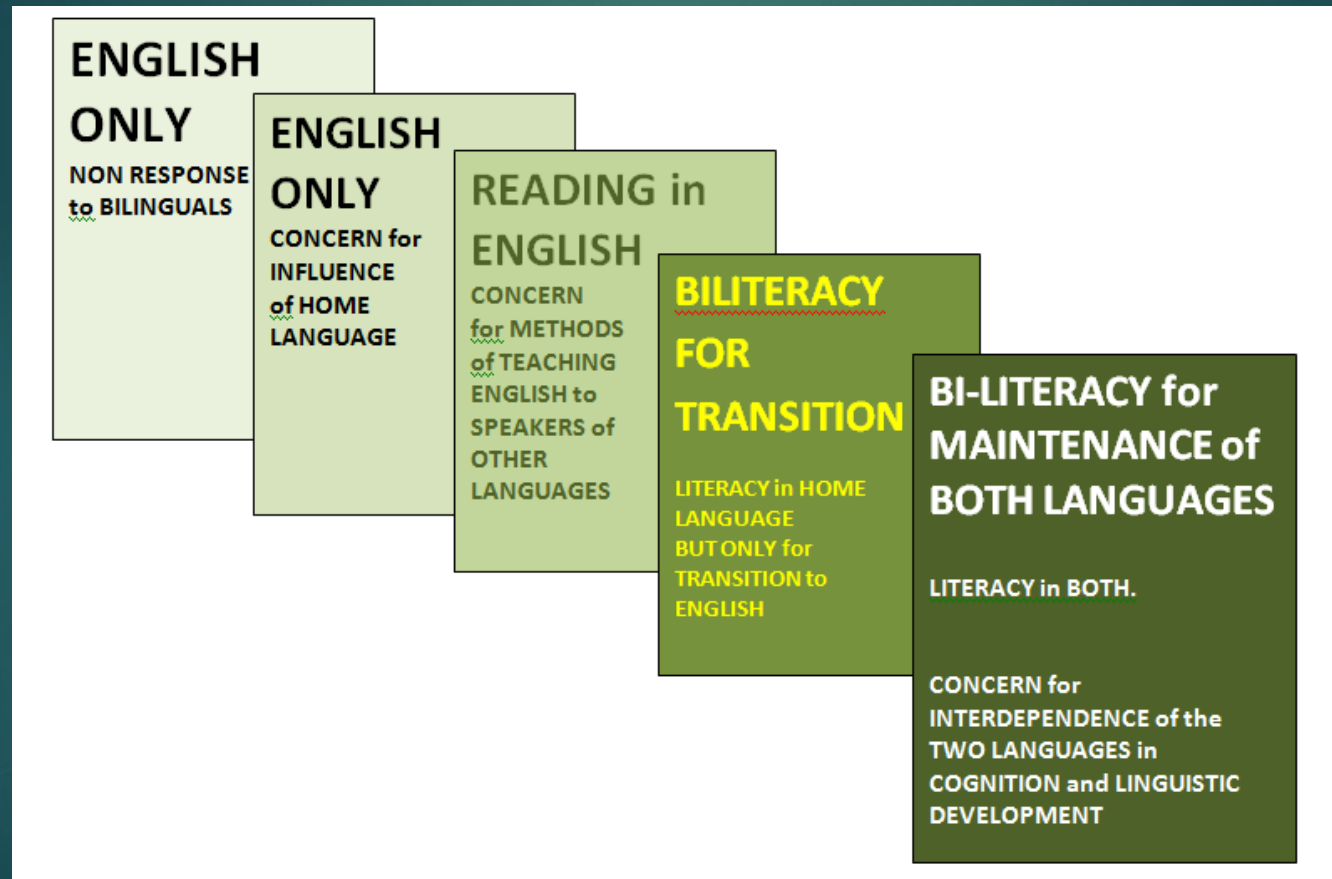 ENGLISH
ONLY
NON RESPONSE
to BILINGUALS
ENGLISH
ONLY
CONCERN for
INFLUENCE
of HOME
LANGUAGE
READING in
ENGLISH
CONCERN
for METHODS
of TEACHING
ENGLISH to
SPEAKERS of
OTHER
LANGUAGES
BILITERACY
FOR
TRANSITION
LITERACY in HOME
LANGUAGE
BUT ONLY for
TRANSITION to
ENGLISH
BI-LITERACY for
MAINTENANCE of
BOTH LANGUAGES
LITERACY in BOTH.
CONCERN for
INTERDEPENDENCE of the
TWO LANGUAGES in
COGNITION and LINGUISTIC
DEVELOPMENT